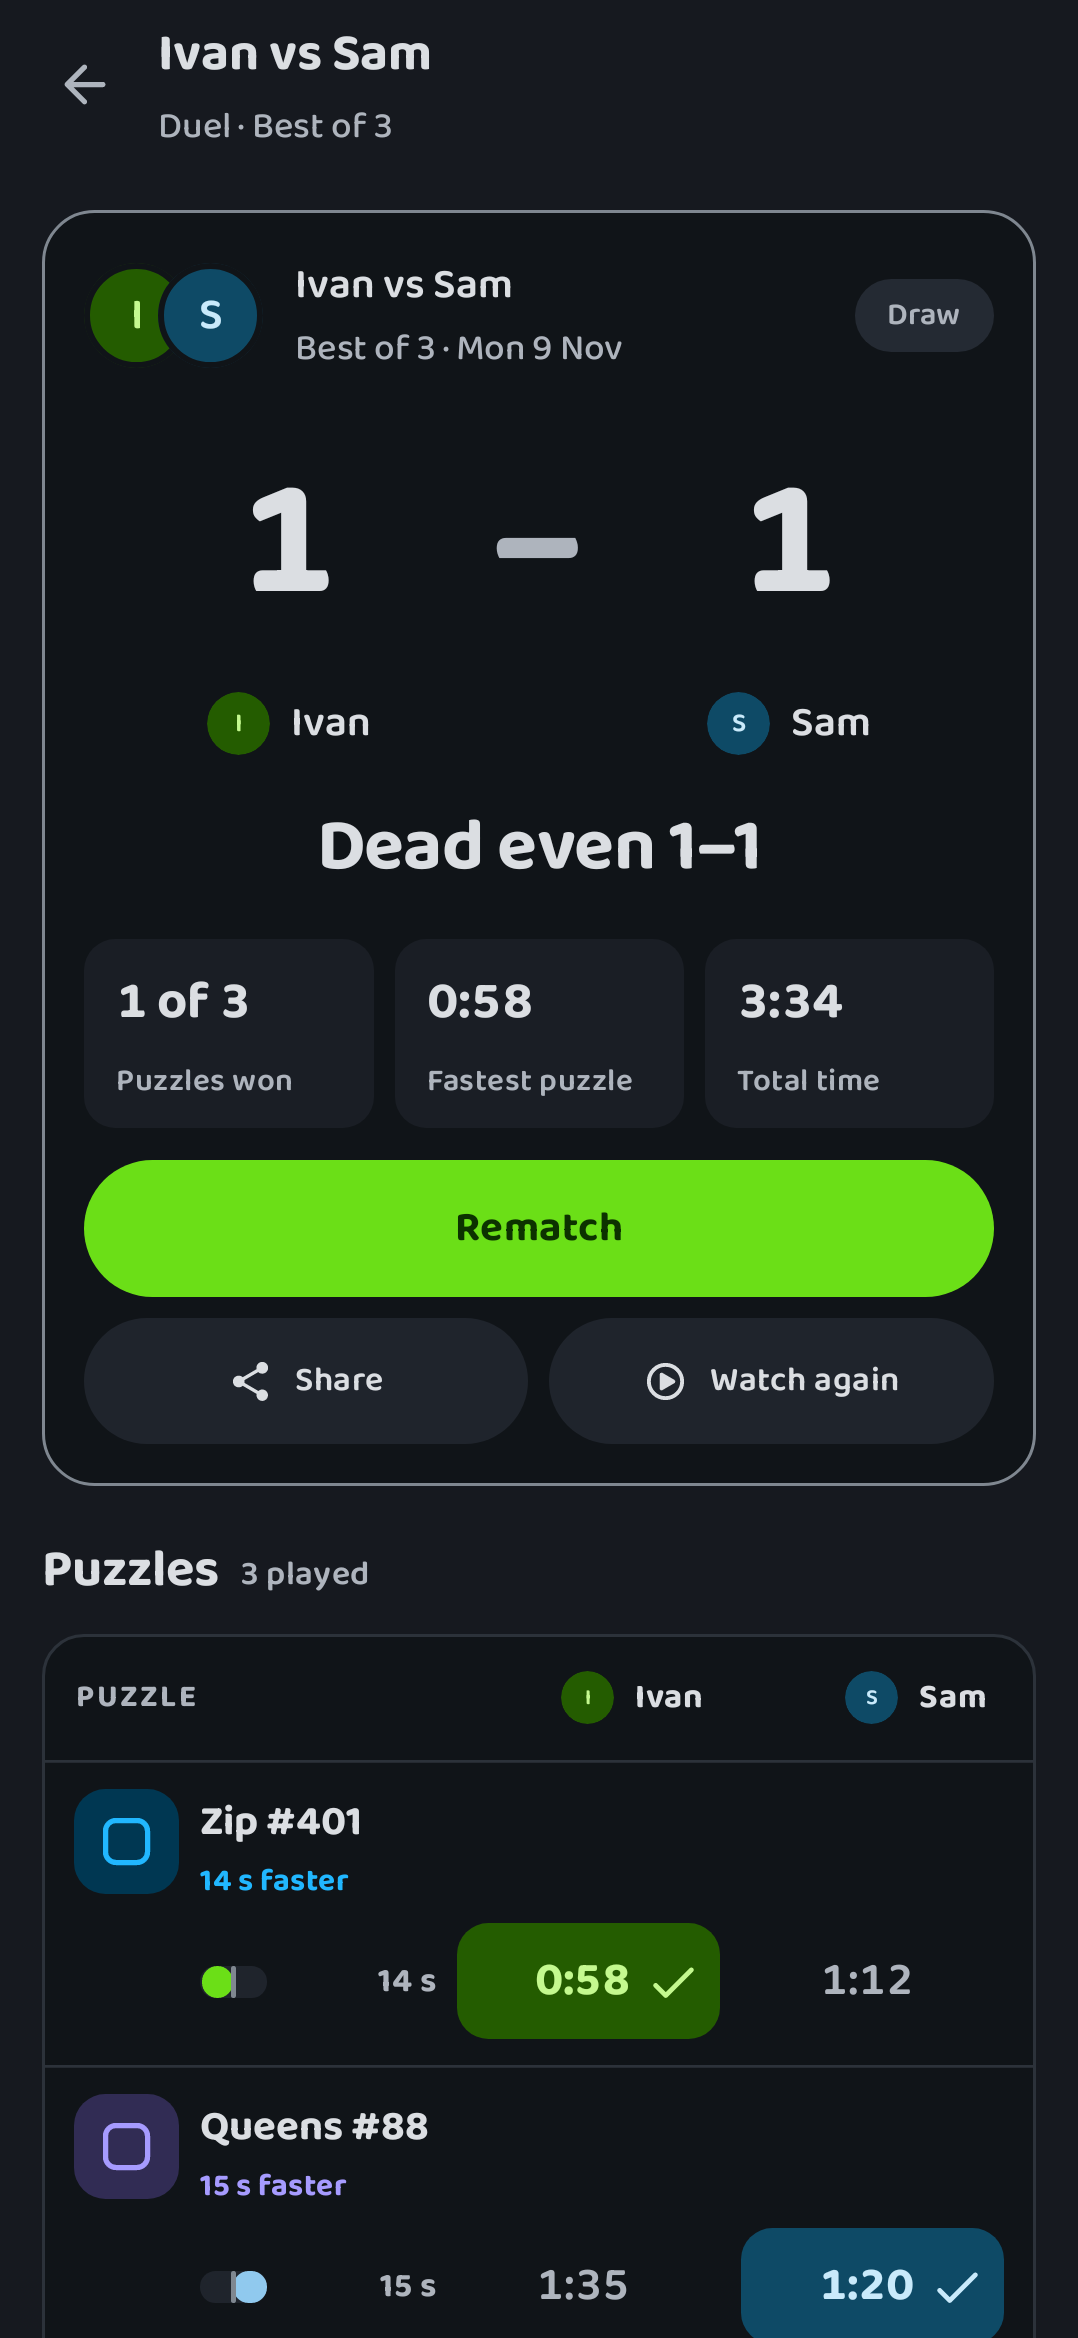 Ivan vs Sam
Duel · Best of 3
I S Ivan vs Sam Draw
Best of 3 · Mon 9 Nov
1 – 1
I Ivan S Sam
Dead even 1–1
1 of 3 0:58 3:34
Puzzles won Fastest puzzle Total time
Rematch
Share Watch again
Puzzles 3 played
PUZZLE I Ivan S Sam
Zip #401
14 s faster
14 s 0:58 1:12
Queens #88
15 s faster
15 s 1:35 1:20